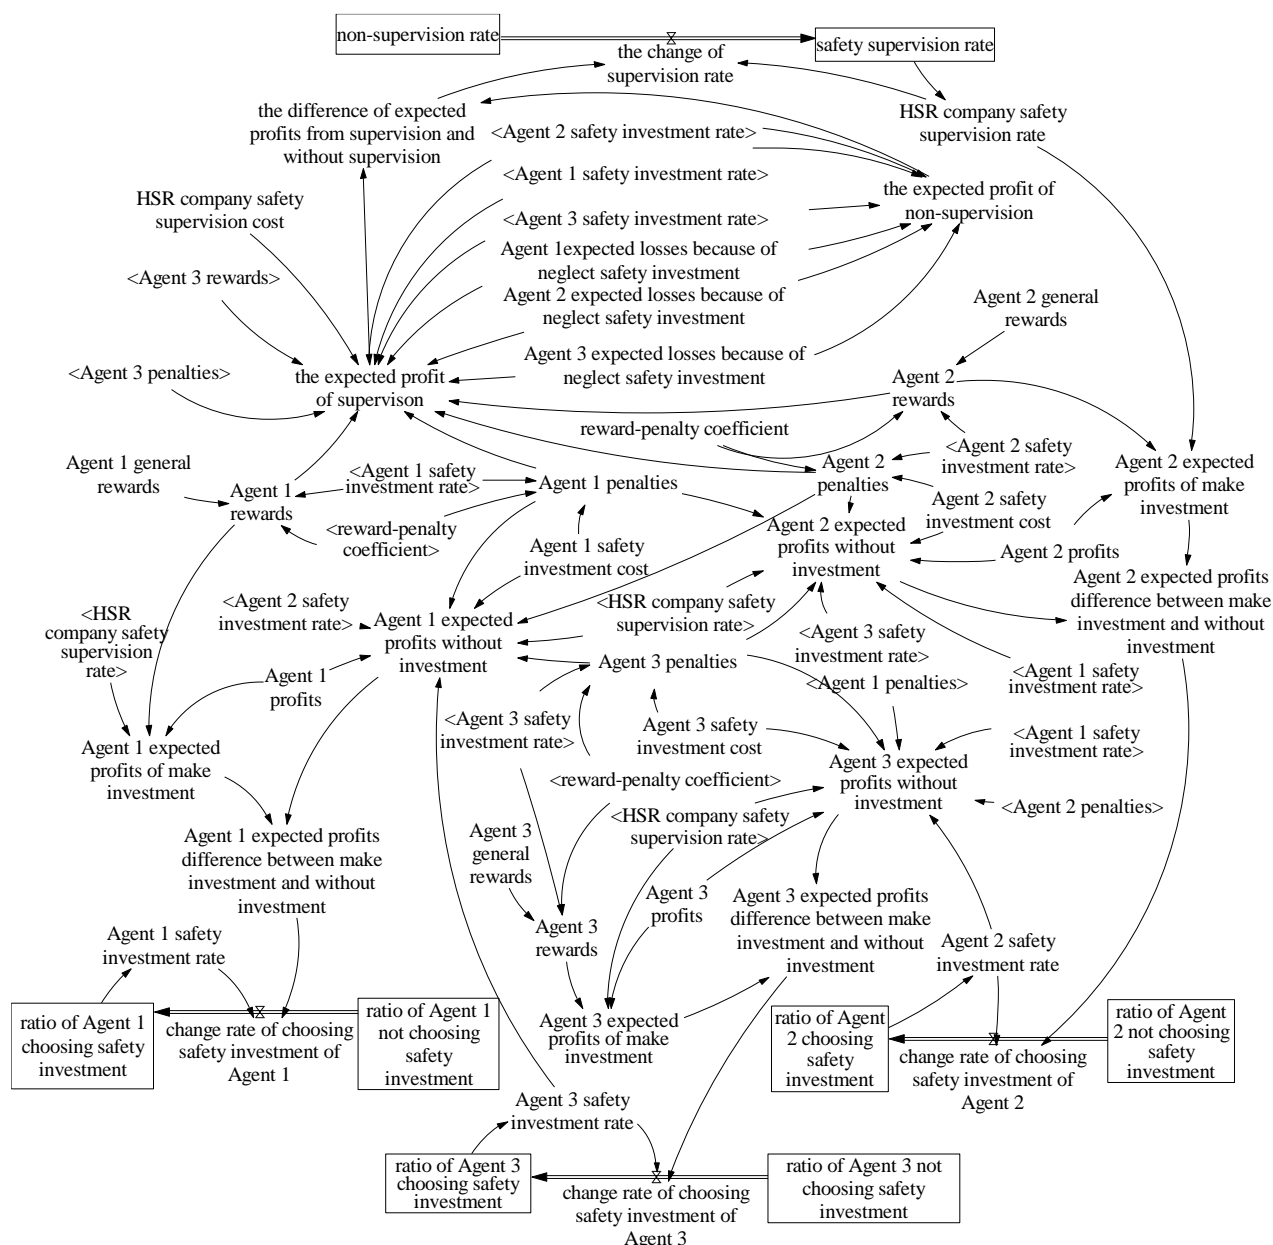 non-supervision rate
safety supervision rate
the change of
supervision rate
the difference of expected
profits from supervision and
without supervision
HSR company safety
supervision rate
<Agent 2 safety investment rate>
<Agent 1 safety investment rate>
<Agent 3 safety investment rate>
the expected profit of
non-supervision
HSR company safety
supervision cost
Agent 1expected losses because of
neglect safety investment
Agent 2 expected losses because of
neglect safety investment
Agent 3 expected losses because of
neglect safety investment
<Agent 3 rewards>
Agent 2 general
rewards
<Agent 3 penalties>
the expected profit
of supervison
Agent 2
rewards
reward-penalty coefficient
Agent 1 general
rewards
<Agent 1 safety
investment rate>
Agent 1
rewards
Agent 1 penalties
Agent 2
penalties
<Agent 2 safety
investment rate>
Agent 2 expected
profits of make
investment
<reward-penalty
coefficient>
Agent 1 safety
investment cost
Agent 2 expected
profits without
investment
Agent 2 safety
investment cost
Agent 2 profits
Agent 2 expected profits
difference between make
investment and without
investment
<HSR
company safety
supervision
rate>
<Agent 2 safety
investment rate>
Agent 1 expected
profits without
investment
<HSR company safety
supervision rate>
<Agent 3 safety
investment rate>
Agent 1
profits
Agent 3 penalties
<Agent 1 penalties>
<Agent 1 safety
investment rate>
Agent 1 expected
profits of make
investment
<Agent 3 safety
investment rate>
Agent 3 safety
investment cost
<Agent 1 safety
investment rate>
Agent 3 expected
profits without
investment
<reward-penalty coefficient>
<Agent 2 penalties>
<HSR company safety
supervision rate>
Agent 1 expected profits
difference between make
investment and without
investment
Agent 3
general
rewards
Agent 3
profits
Agent 3 expected profits
difference between make
investment and without
investment
Agent 3
rewards
Agent 1 safety
investment rate
Agent 2 safety
investment rate
ratio of Agent 1
choosing safety
investment
change rate of choosing
safety investment of
Agent 1
ratio of Agent 1
not choosing
safety
investment
Agent 3 expected
profits of make
investment
ratio of Agent
2 choosing
safety
investment
change rate of choosing
safety investment of
Agent 2
ratio of Agent
2 not choosing
safety
investment
Agent 3 safety
investment rate
ratio of Agent 3
choosing safety
investment
change rate of choosing
safety investment of
Agent 3
ratio of Agent 3 not
choosing safety
investment